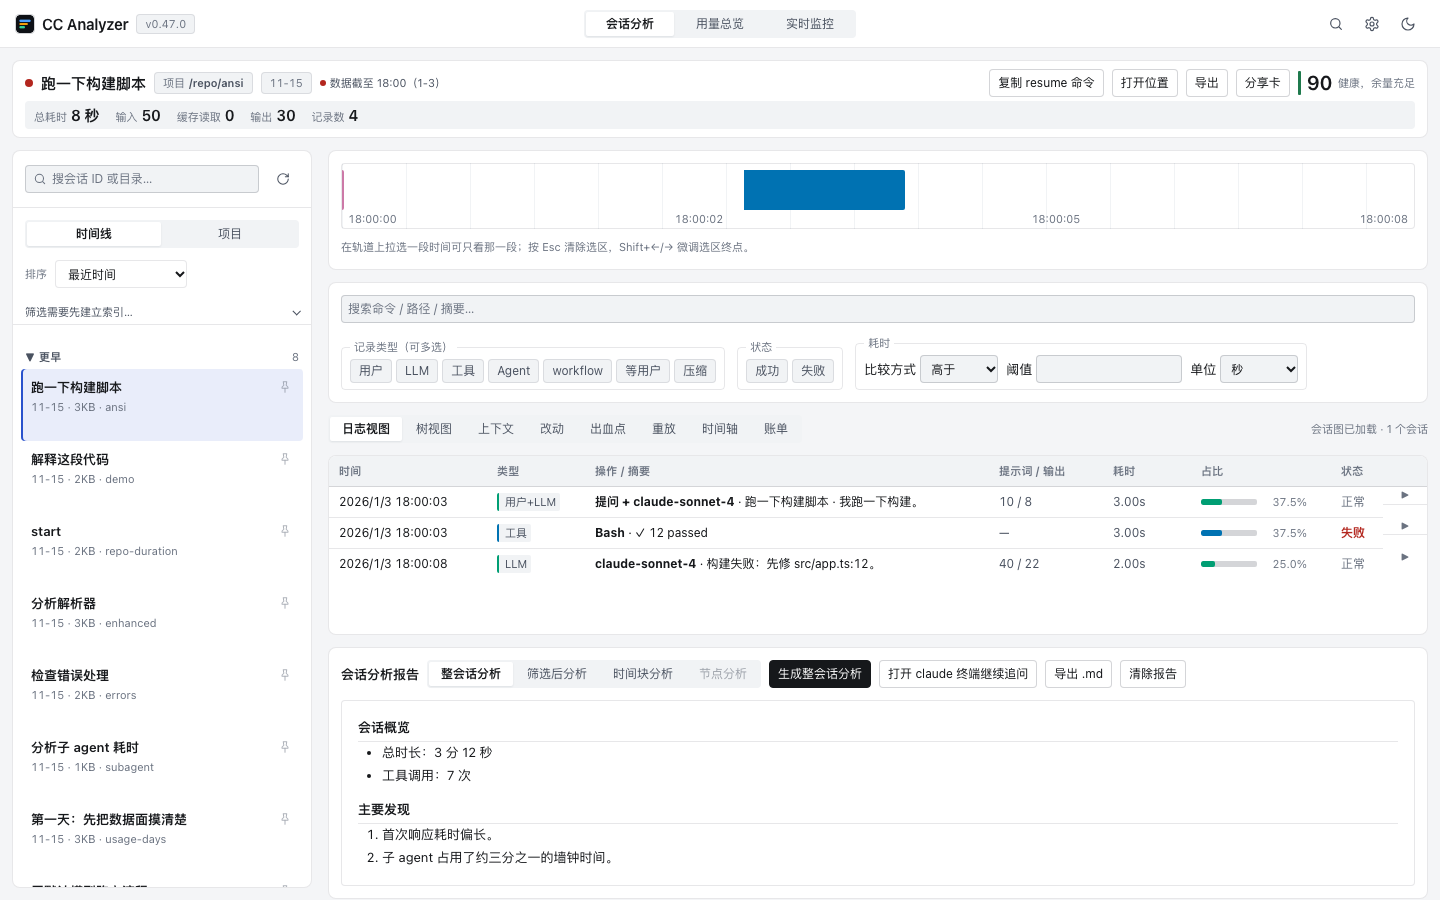 CC Analyzer v0.47.0 会话分析 用量总览 实时监控
跑一下构建脚本 项目 /repo/ansi 11-15 数据截至 18:00 (1-3) 复制 resume 命令 打开位置 导出 分享卡 90 健康，余量充足
总耗时 8 秒 输入 50 缓存读取 0 输出 30 记录数 4
搜会话 ID 或目录...
时间线 项目
排序 最近时间
筛选需要先建立索引...
▼ 更早 8
跑一下构建脚本
11-15 · 3KB · ansi
解释这段代码
11-15 · 2KB · demo
start
11-15 · 2KB · repo-duration
分析解析器
11-15 · 3KB · enhanced
检查错误处理
11-15 · 2KB · errors
分析子 agent 耗时
11-15 · 1KB · subagent
第一天：先把数据面摸清楚
11-15 · 3KB · usage-days
18:00:00 18:00:02 18:00:05 18:00:08
在轨道上拉选一段时间可只看那一段；按 Esc 清除选区，Shift+←/→ 微调选区终点。
搜索命令 / 路径 / 摘要...
记录类型（可多选） 状态 耗时
用户 LLM 工具 Agent workflow 等用户 压缩 成功 失败 比较方式 高于 阈值 单位 秒
日志视图 树视图 上下文 改动 出血点 重放 时间轴 账单 会话图已加载 · 1 个会话
时间 类型 操作 / 摘要 提示词 / 输出 耗时 占比 状态
2026/1/3 18:00:03 用户+LLM 提问 + claude-sonnet-4 · 跑一下构建脚本 · 我跑一下构建。 10 / 8 3.00s 37.5% 正常 ▶
2026/1/3 18:00:03 工具 Bash · ✓ 12 passed — 3.00s 37.5% 失败 ▶
2026/1/3 18:00:08 LLM claude-sonnet-4 · 构建失败：先修 src/app.ts:12。 40 / 22 2.00s 25.0% 正常 ▶
会话分析报告 整会话分析 筛选后分析 时间块分析 节点分析 生成整会话分析 打开 claude 终端继续追问 导出 .md 清除报告
会话概览
• 总时长：3 分 12 秒
• 工具调用：7 次
主要发现
1. 首次响应耗时偏长。
2. 子 agent 占用了约三分之一的墙钟时间。